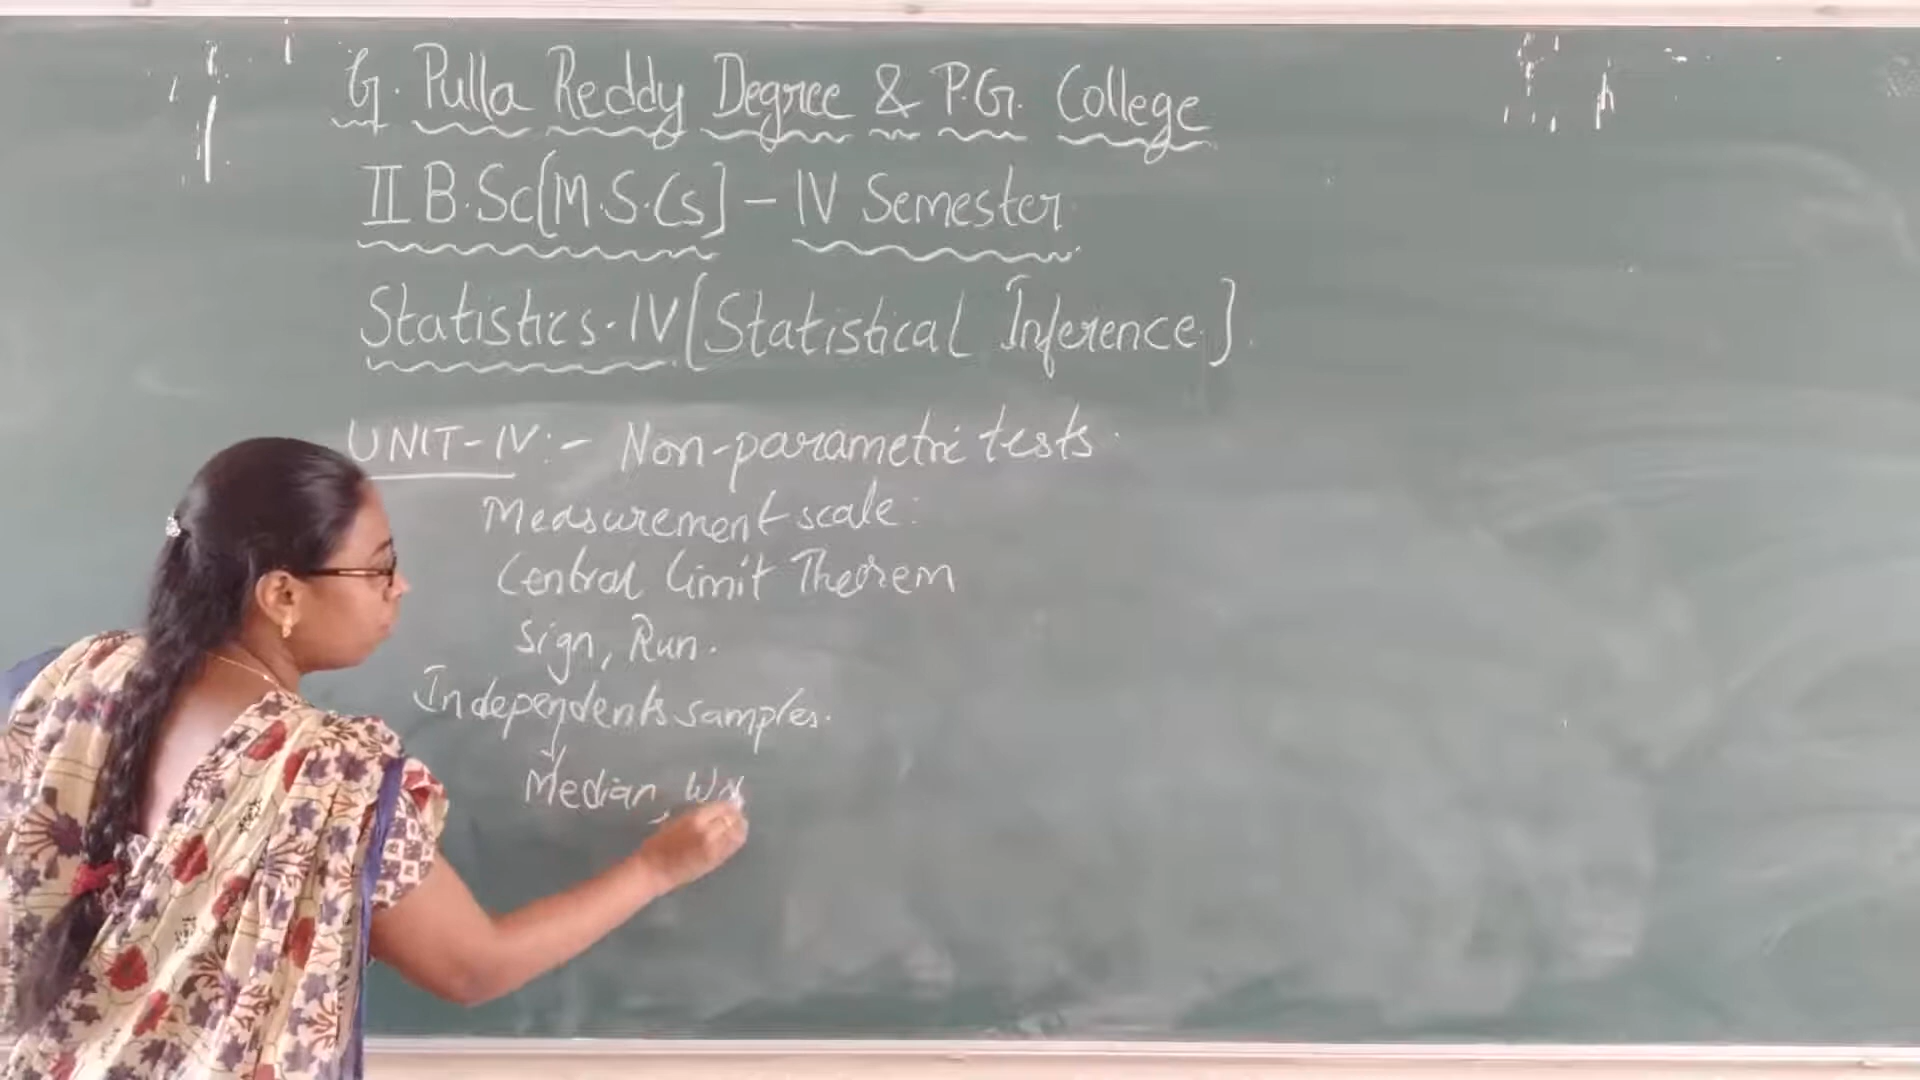 G. Pulla Reddy Degree & P.G. College
II B.Sc[M.S.Cs] - IV Semester
Statistics-IV[Statistical Inference]
UNIT-IV:- Non-parametric tests.
Measurement scale:
Central limit Theorem
Sign, Run.
Independents samples.
Median,